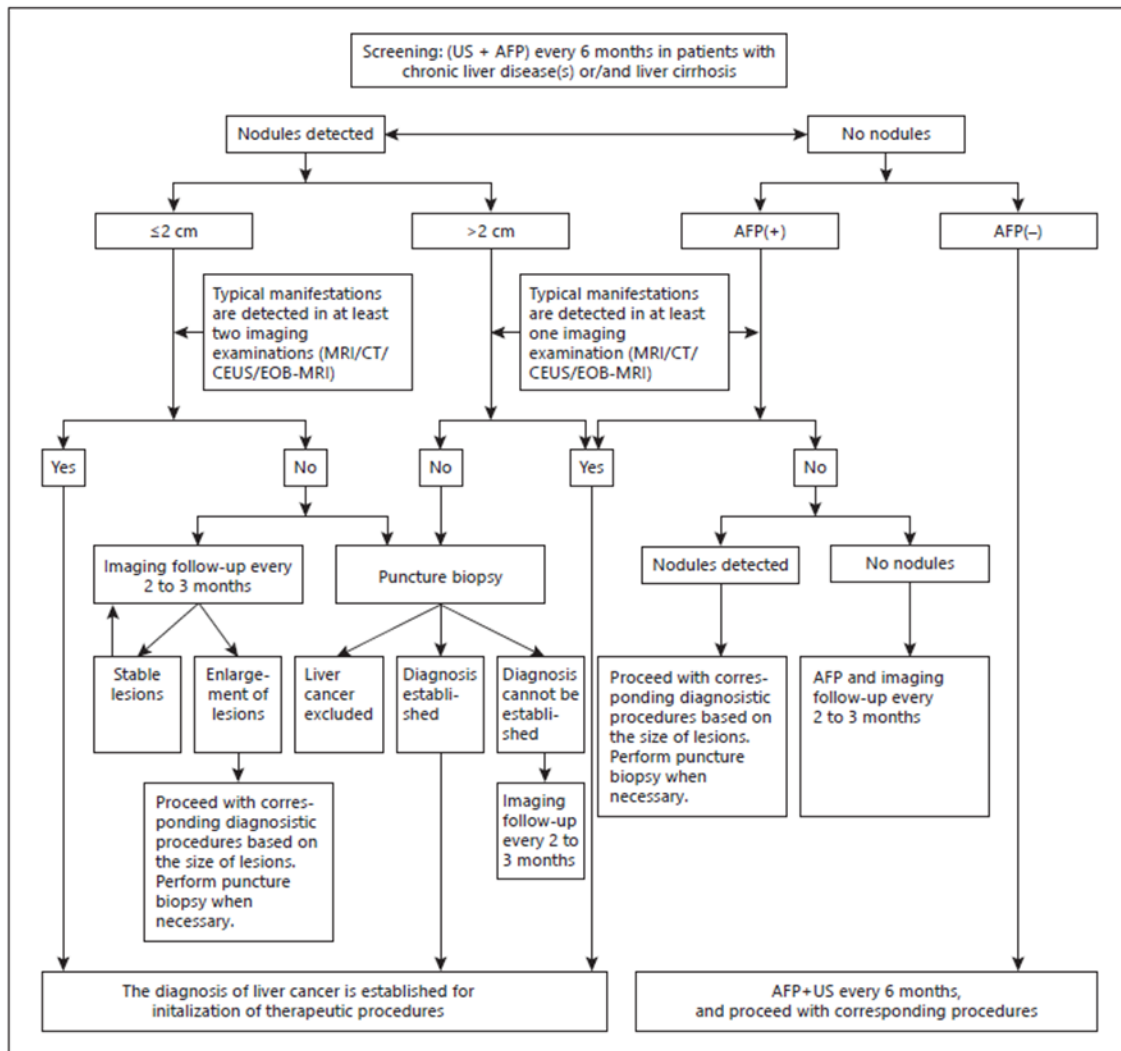 Screening: (US + AFP) every 6 months in patients with
chronic liver disease(s) or/and liver cirrhosis
Nodules detected
No nodules
≤2 cm
>2 cm
AFP(+)
AFP(–)
Typical manifestations
are detected in at least
two imaging
examinations (MRI/CT/
CEUS/EOB-MRI)
Typical manifestations
are detected in at least
one imaging
examination (MRI/CT/
CEUS/EOB-MRI)
Yes
No
No
Yes
No
Imaging follow-up every
2 to 3 months
Puncture biopsy
Nodules detected
No nodules
Stable
lesions
Enlarge-
ment of
lesions
Liver
cancer
excluded
Diagnosis
establi-
shed
Diagnosis
cannot be
establi-
shed
Proceed with corres-
ponding diagnosistic
procedures based on
the size of lesions.
Perform puncture
biopsy when
necessary.
AFP and imaging
follow-up every
2 to 3 months
Proceed with corres-
ponding diagnosistic
procedures based on
the size of lesions.
Perform puncture
biopsy when
necessary.
Imaging
follow-up
every 2 to
3 months
The diagnosis of liver cancer is established for
initalization of therapeutic procedures
AFP+US every 6 months,
and proceed with corresponding procedures